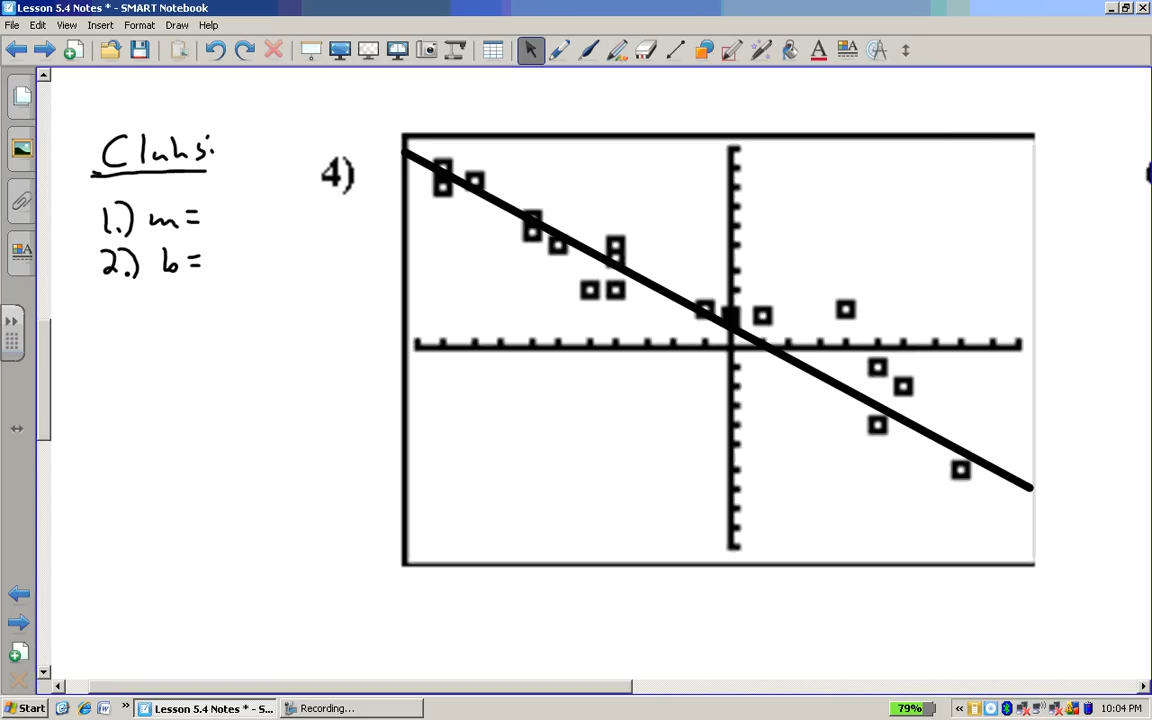 Lesson 5.4 Notes * - SMART Notebook
File Edit View Insert Format Draw Help
4)
1.) m=
2.) b=
Start
Lesson 5.4 Notes * - S...
Recording...
79%
10:04 PM